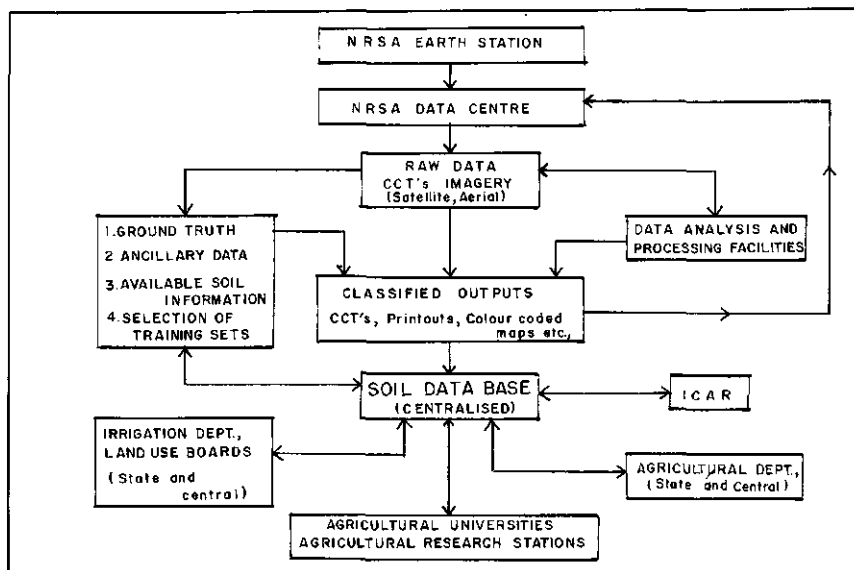 NRSA EARTH STATION
NRSA DATA CENTRE
RAW DATA
CCT's IMAGERY
(Satellite, Aerial)
1. GROUND TRUTH
2 ANCILLARY DATA
3. AVAILABLE SOIL
INFORMATION
4. SELECTION OF
TRAINING SETS
DATA ANALYSIS AND
PROCESSING FACILITIES
CLASSIFIED OUTPUTS
CCT's, Printouts, Colour coded
maps etc.,
SOIL DATA BASE
(CENTRALISED)
ICAR
IRRIGATION DEPT.,
LAND USE BOARDS
(State and
central)
AGRICULTURAL DEPT.,
(State and Central)
AGRICULTURAL UNIVERSITIES
AGRICULTURAL RESEARCH STATIONS